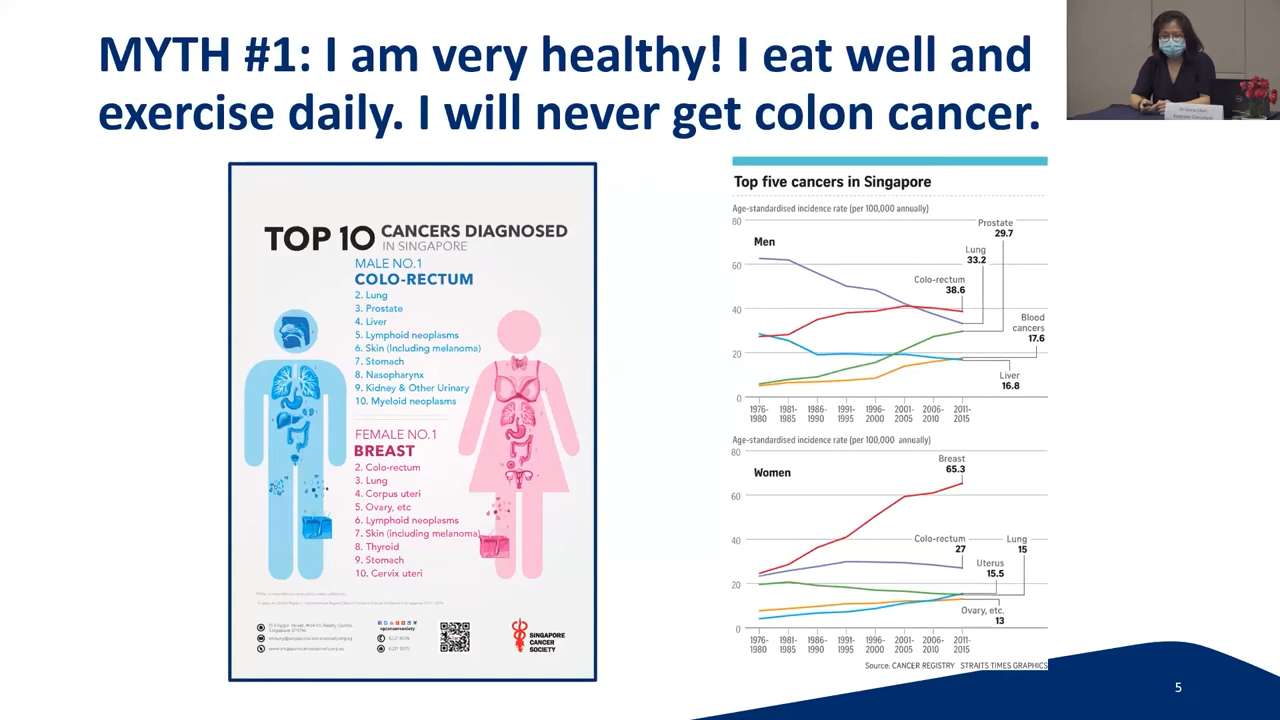 MYTH #1: I am very healthy! I eat well and
exercise daily. I will never get colon cancer.
TOP 10 CANCERS DIAGNOSED
IN SINGAPORE
MALE NO.1
COLO-RECTUM
2. Lung
3. Prostate
4. Liver
5. Lymphoid neoplasms
6. Skin (Including melanoma)
7. Stomach
8. Nasopharynx
9. Kidney & Other Urinary
10. Myeloid neoplasms
FEMALE NO.1
BREAST
2. Colo-rectum
3. Lung
4. Corpus uteri
5. Ovary, etc
6. Lymphoid neoplasms
7. Skin (including melanoma)
8. Thyroid
9. Stomach
10. Cervix uteri
SINGAPORE
CANCER
SOCIETY
Top five cancers in Singapore
Age-standardised incidence rate (per 100,000 annually)
80
Men
60
40
20
0
Prostate
29.7
Lung
33.2
Colo-rectum
38.6
Blood
cancers
17.6
Liver
16.8
1976-
1980
1981-
1985
1986-
1990
1991-
1995
1996-
2000
2001-
2005
2006-
2010
2011-
2015
Age-standardised incidence rate (per 100,000 annually)
80
Women
60
40
20
0
Breast
65.3
Colo-rectum
27
Lung
15
Uterus
15.5
Ovary, etc.
13
1976-
1980
1981-
1985
1986-
1990
1991-
1995
1996-
2000
2001-
2005
2006-
2010
2011-
2015
Source: CANCER REGISTRY STRAITS TIMES GRAPHICS
5